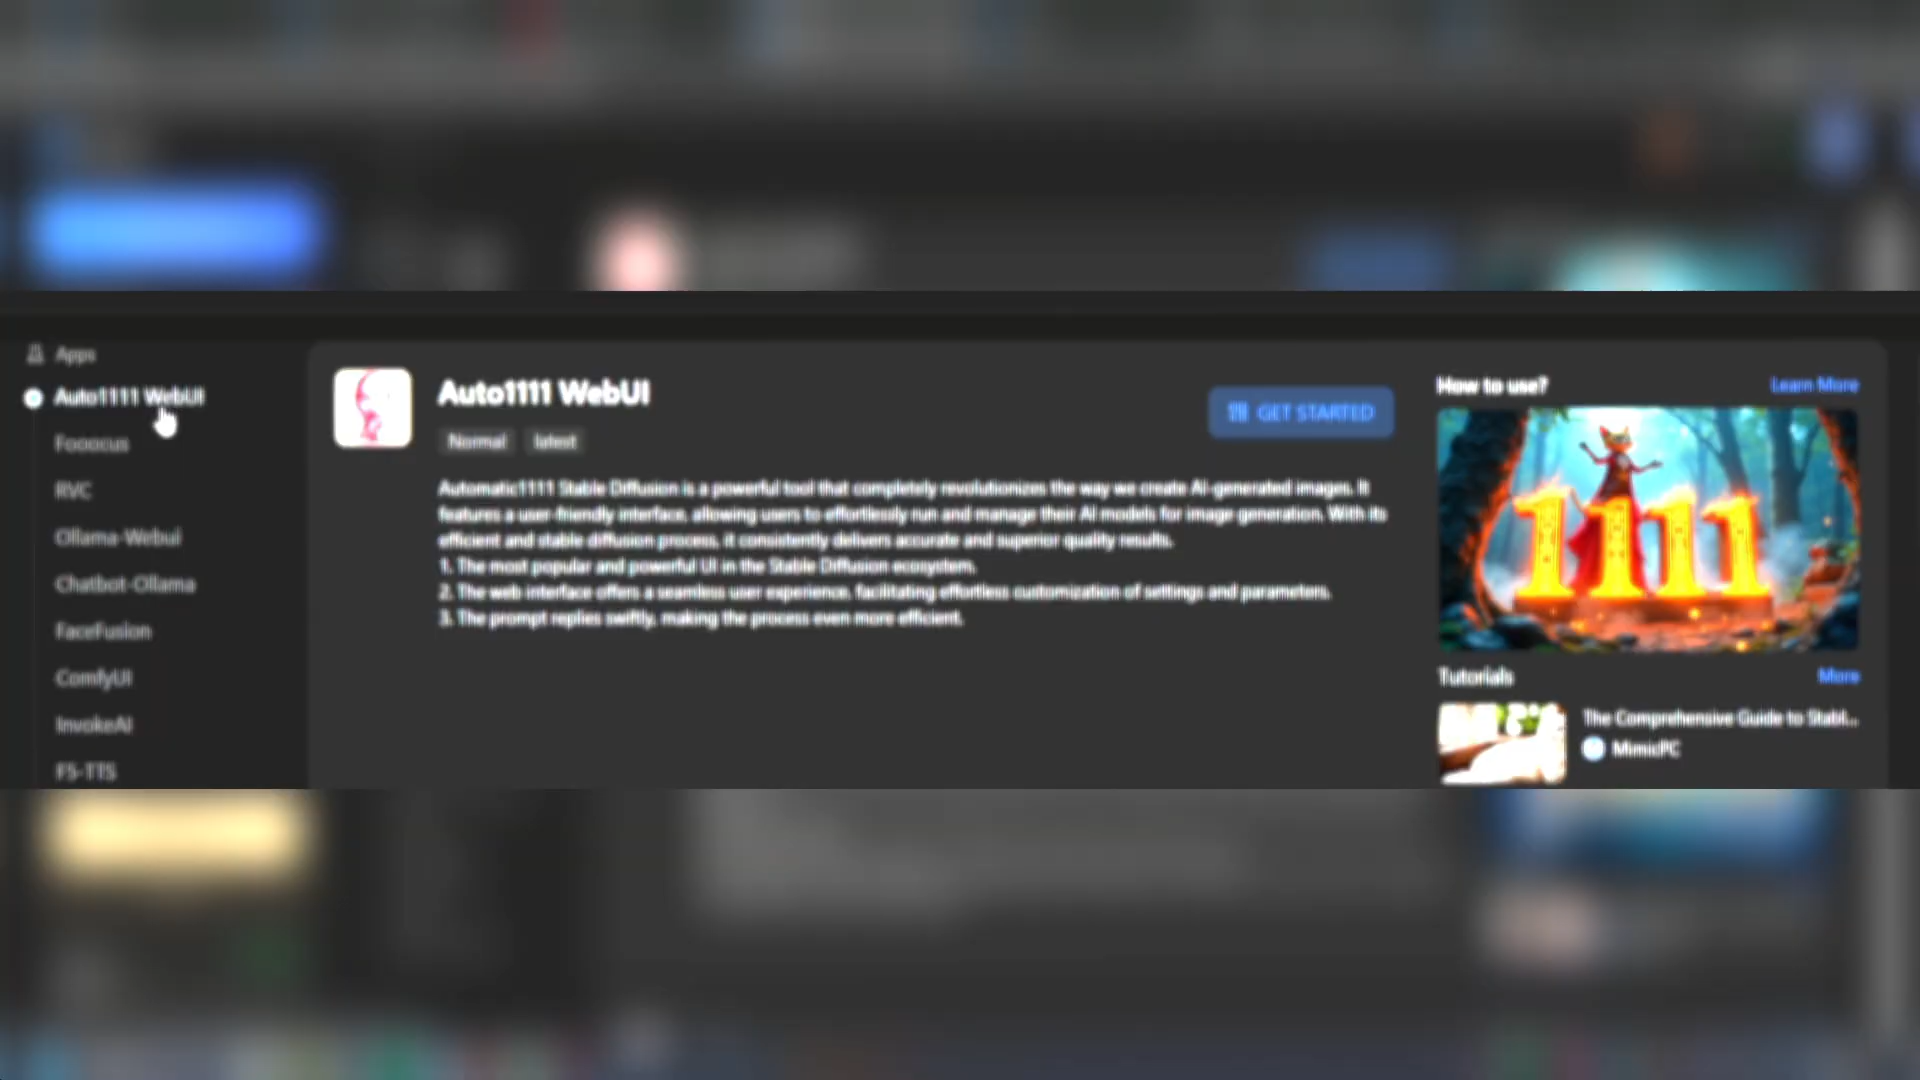 Apps
Auto1111 WebUI
Fooocus
RVC
Ollama-Webui
Chatbot-Ollama
FaceFusion
ComfyUI
InvokeAI
F5-TTS
Auto1111 WebUI
Normal latest
GET STARTED
Automatic1111 Stable Diffusion is a powerful tool that completely revolutionizes the way we create AI-generated images. It
features a user-friendly interface, allowing users to effortlessly run and manage their AI models for image generation. With its
efficient and stable diffusion process, it consistently delivers accurate and superior quality results.
1. The most popular and powerful UI in the Stable Diffusion ecosystem.
2. The web interface offers a seamless user experience, facilitating effortless customization of settings and parameters.
3. The prompt replies swiftly, making the process even more efficient.
How to use? Learn More
1111
Tutorials More
The Comprehensive Guide to Stabl...
MimicPC